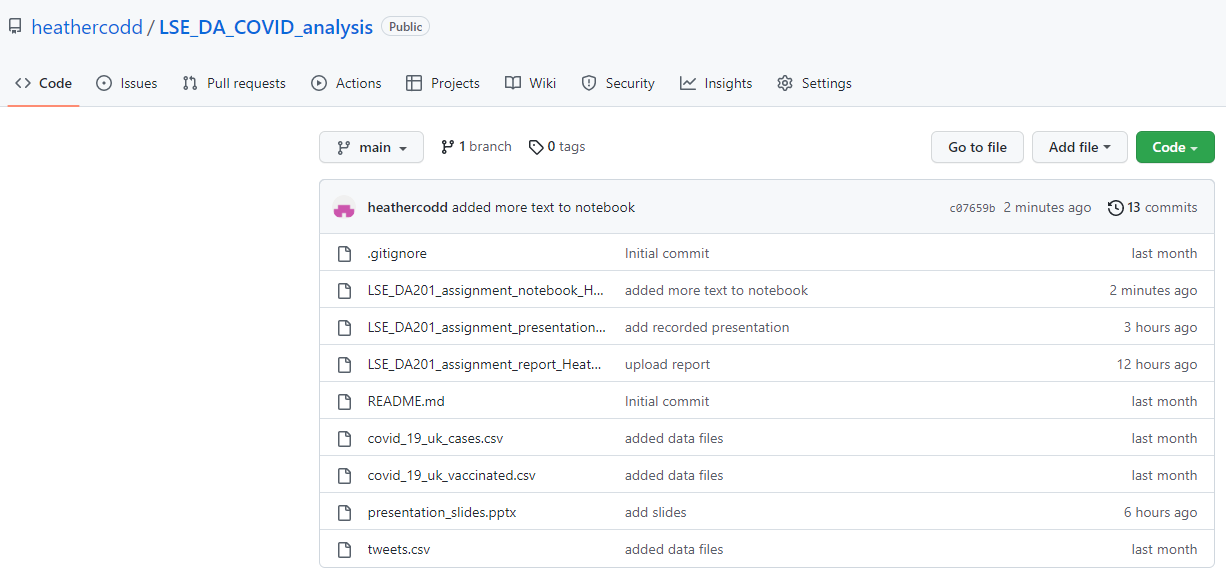 heathercodd / LSE_DA_COVID_analysis Public
Code Issues Pull requests Actions Projects Wiki Security Insights Settings
main 1 branch 0 tags Go to file Add file Code
heathercodd added more text to notebook c07659b 2 minutes ago 13 commits
.gitignore Initial commit last month
LSE_DA201_assignment_notebook_H... added more text to notebook 2 minutes ago
LSE_DA201_assignment_presentation... add recorded presentation 3 hours ago
LSE_DA201_assignment_report_Heat... upload report 12 hours ago
README.md Initial commit last month
covid_19_uk_cases.csv added data files last month
covid_19_uk_vaccinated.csv added data files last month
presentation_slides.pptx add slides 6 hours ago
tweets.csv added data files last month